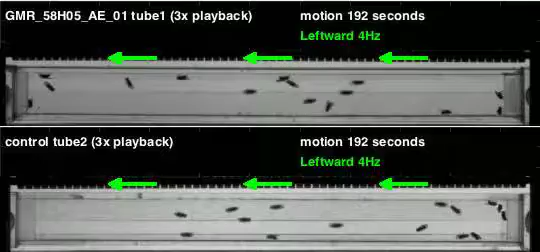 GMR_58H05_AE_01 tube1 (3x playback)
motion 192 seconds
Leftward 4Hz
control tube2 (3x playback)
motion 192 seconds
Leftward 4Hz